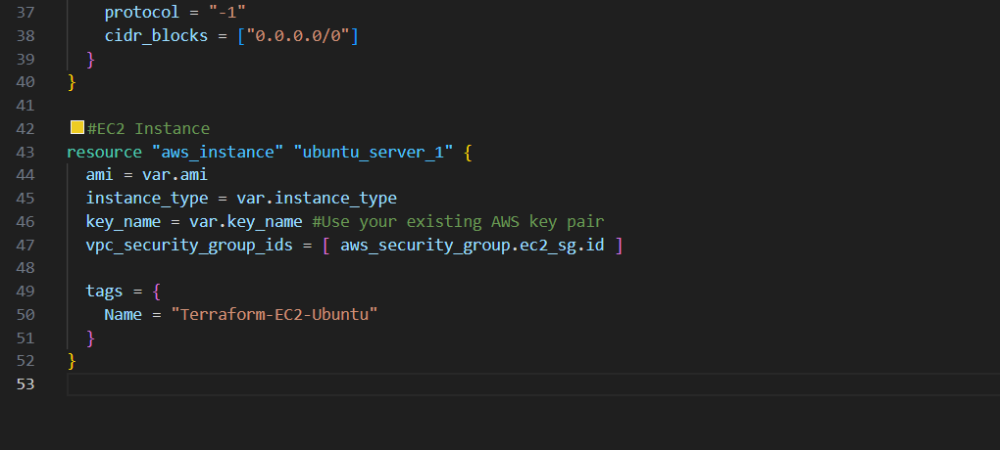 37 protocol = "-1"
38 cidr_blocks = ["0.0.0.0/0"]
39 }
40 }
41
42 #EC2 Instance
43 resource "aws_instance" "ubuntu_server_1" {
44 ami = var.ami
45 instance_type = var.instance_type
46 key_name = var.key_name #Use your existing AWS key pair
47 vpc_security_group_ids = [ aws_security_group.ec2_sg.id ]
48
49 tags = {
50 Name = "Terraform-EC2-Ubuntu"
51 }
52 }
53